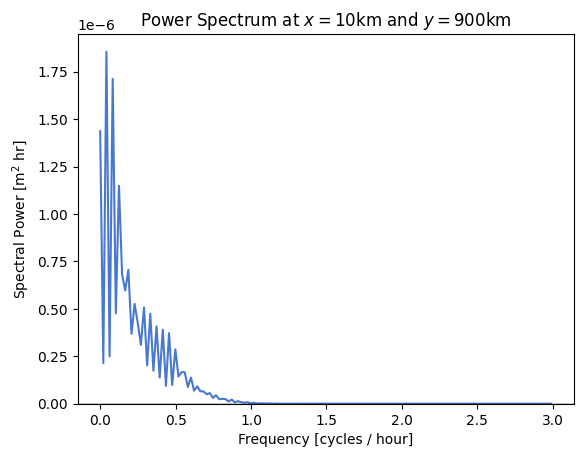 Power Spectrum at x = 10km and y = 900km
1e−6
1.75
1.50
1.25
1.00
0.75
0.50
0.25
0.00
Spectral Power [m² hr]
0.0 0.5 1.0 1.5 2.0 2.5 3.0
Frequency [cycles / hour]